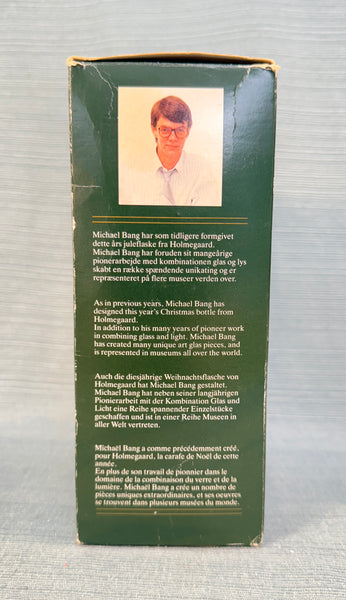 Michael Bang har som tidligere formgivet
dette års juleflaske fra Holmegaard.
Michael Bang har foruden sit mangeårige
pionerarbejde med kombinationen glas og lys
skabt en række spændende unikating og er
repræsenteret på flere museer verden over.
As in previous years, Michael Bang has
designed this year's Christmas bottle from
Holmegaard.
In addition to his many years of pioneer work
in combining glass and light. Michael Bang
has created many unique art glas pieces, and
is represented in museums all over the world.
Auch die diesjährige Weihnachtsflasche von
Holmegaard hat Michael Bang gestaltet.
Michael Bang hat neben seiner langjährigen
Pionierarbeit mit der Kombination Glas und
Licht eine Reihe spannender Einzelstücke
geschaffen und ist in einer Reihe Museen in
aller Welt vertreten.
Michaël Bang a comme précédemment créé,
pour Holmegaard, la carafe de Noël de cette
année.
En plus de son travail de pionnier dans le
domaine de la combinaison du verre et de la
lumière. Michaël Bang a crée un nombre de
pièces uniques extraordinaires, et ses oeuvres
se trouvent dans plusieurs musées du monde.